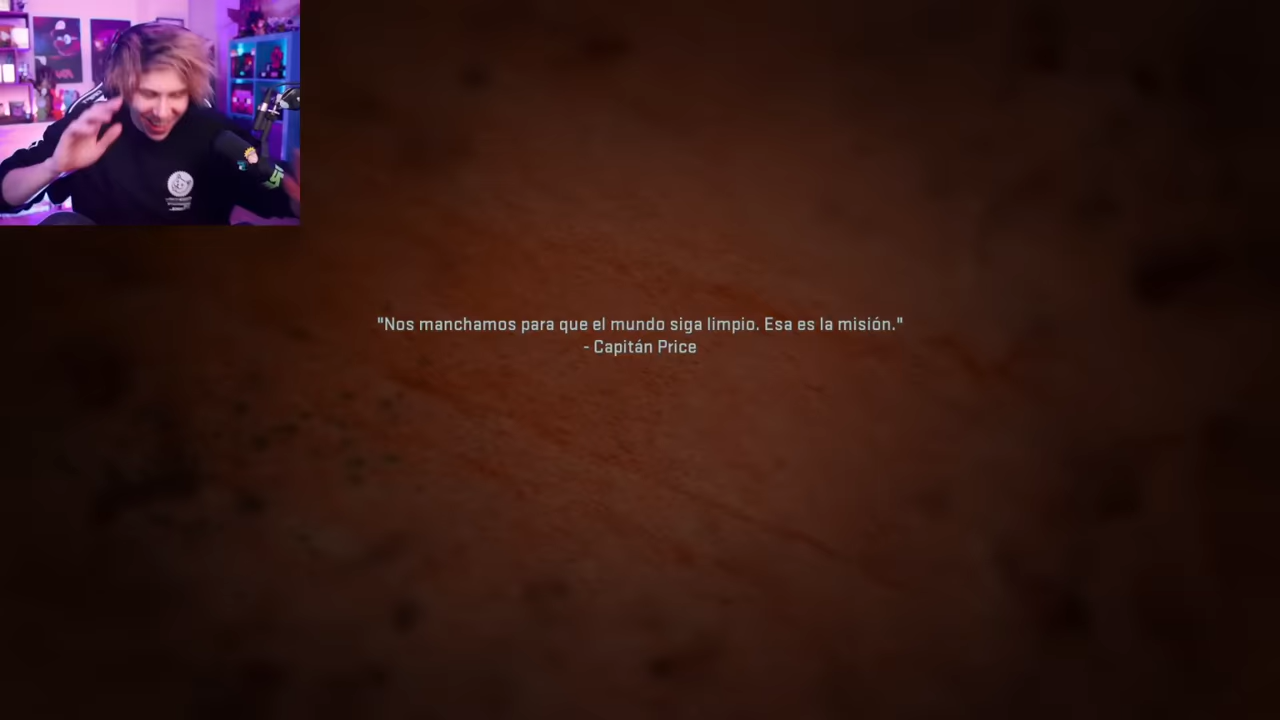 "Nos manchamos para que el mundo siga limpio. Esa es la misión."
- Capitán Price